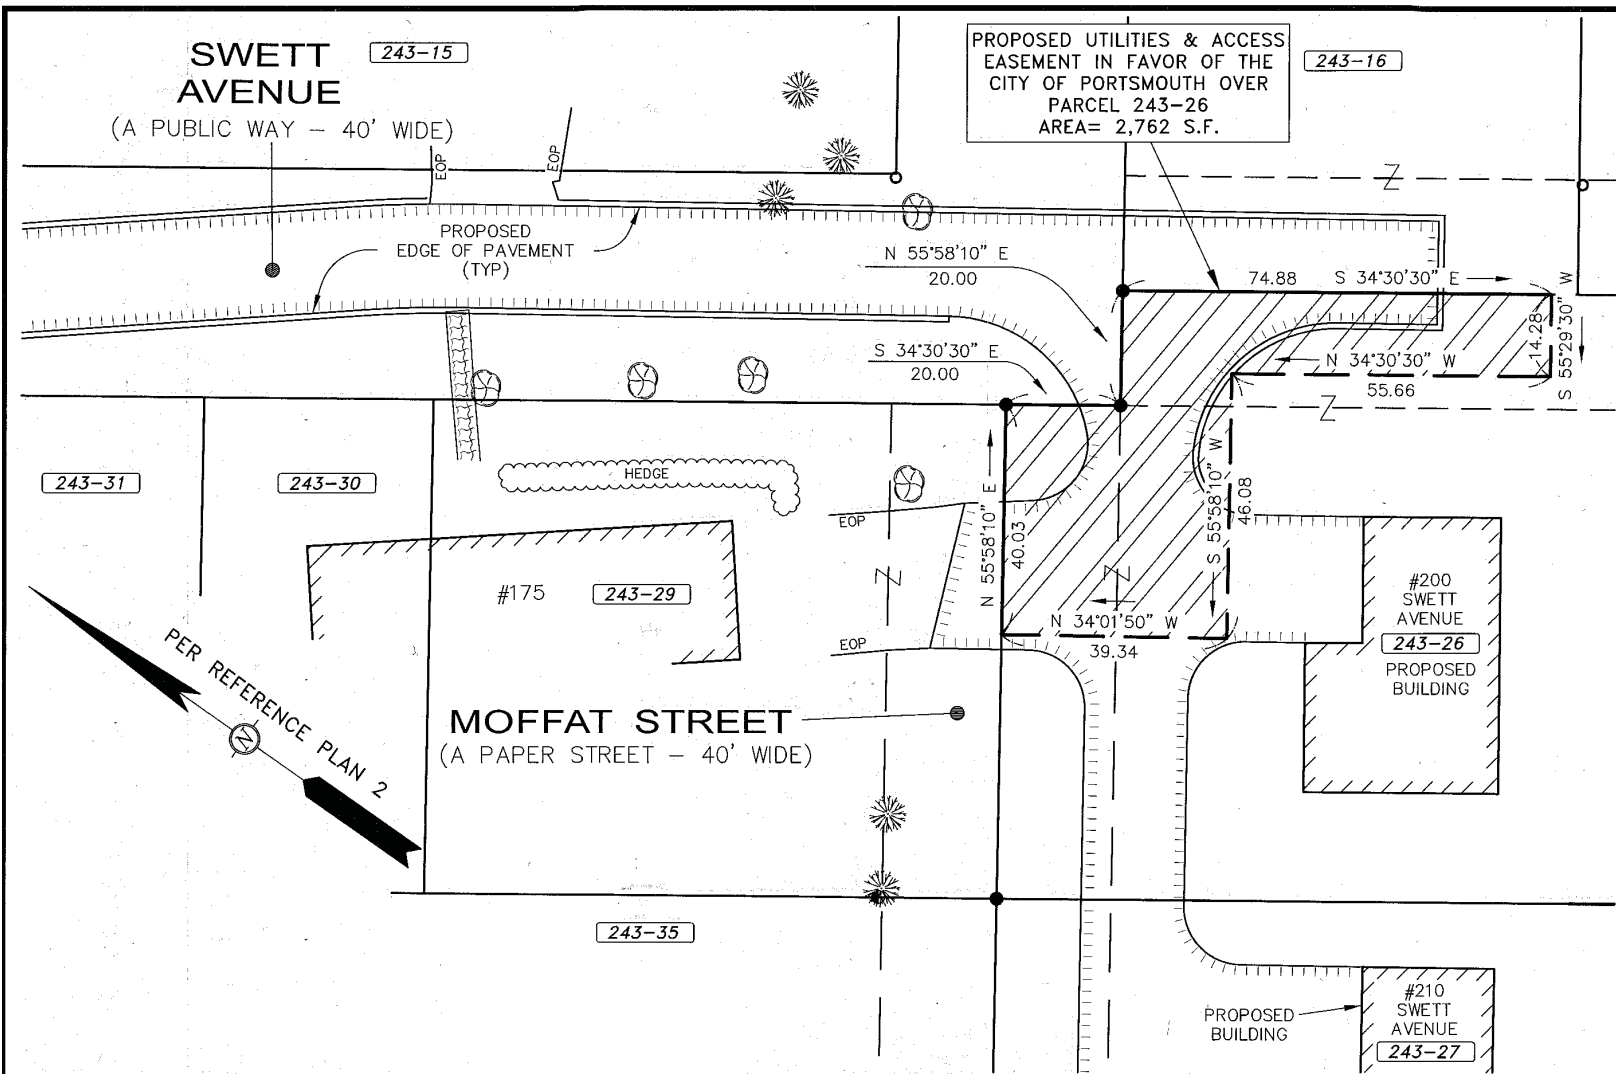 SWETT
AVENUE
(A PUBLIC WAY – 40' WIDE)
243-15
PROPOSED UTILITIES & ACCESS
EASEMENT IN FAVOR OF THE
CITY OF PORTSMOUTH OVER
PARCEL 243-26
AREA= 2,762 S.F.
243-16
EOP
EOP
PROPOSED
EDGE OF PAVEMENT
(TYP)
N 55°58'10" E
20.00
74.88
S 34°30'30" E
14.28
S 55°29'30" W
S 34°30'30" E
20.00
N 34°30'30" W
55.66
243-31
243-30
HEDGE
EOP
N 55°58'10" E
40.03
S 55°58'10" W
46.08
#175
243-29
#200
SWETT
AVENUE
243-26
PROPOSED
BUILDING
N 34°01'50" W
39.34
EOP
PER REFERENCE PLAN 2
N
MOFFAT STREET
(A PAPER STREET – 40' WIDE)
243-35
PROPOSED
BUILDING
#210
SWETT
AVENUE
243-27